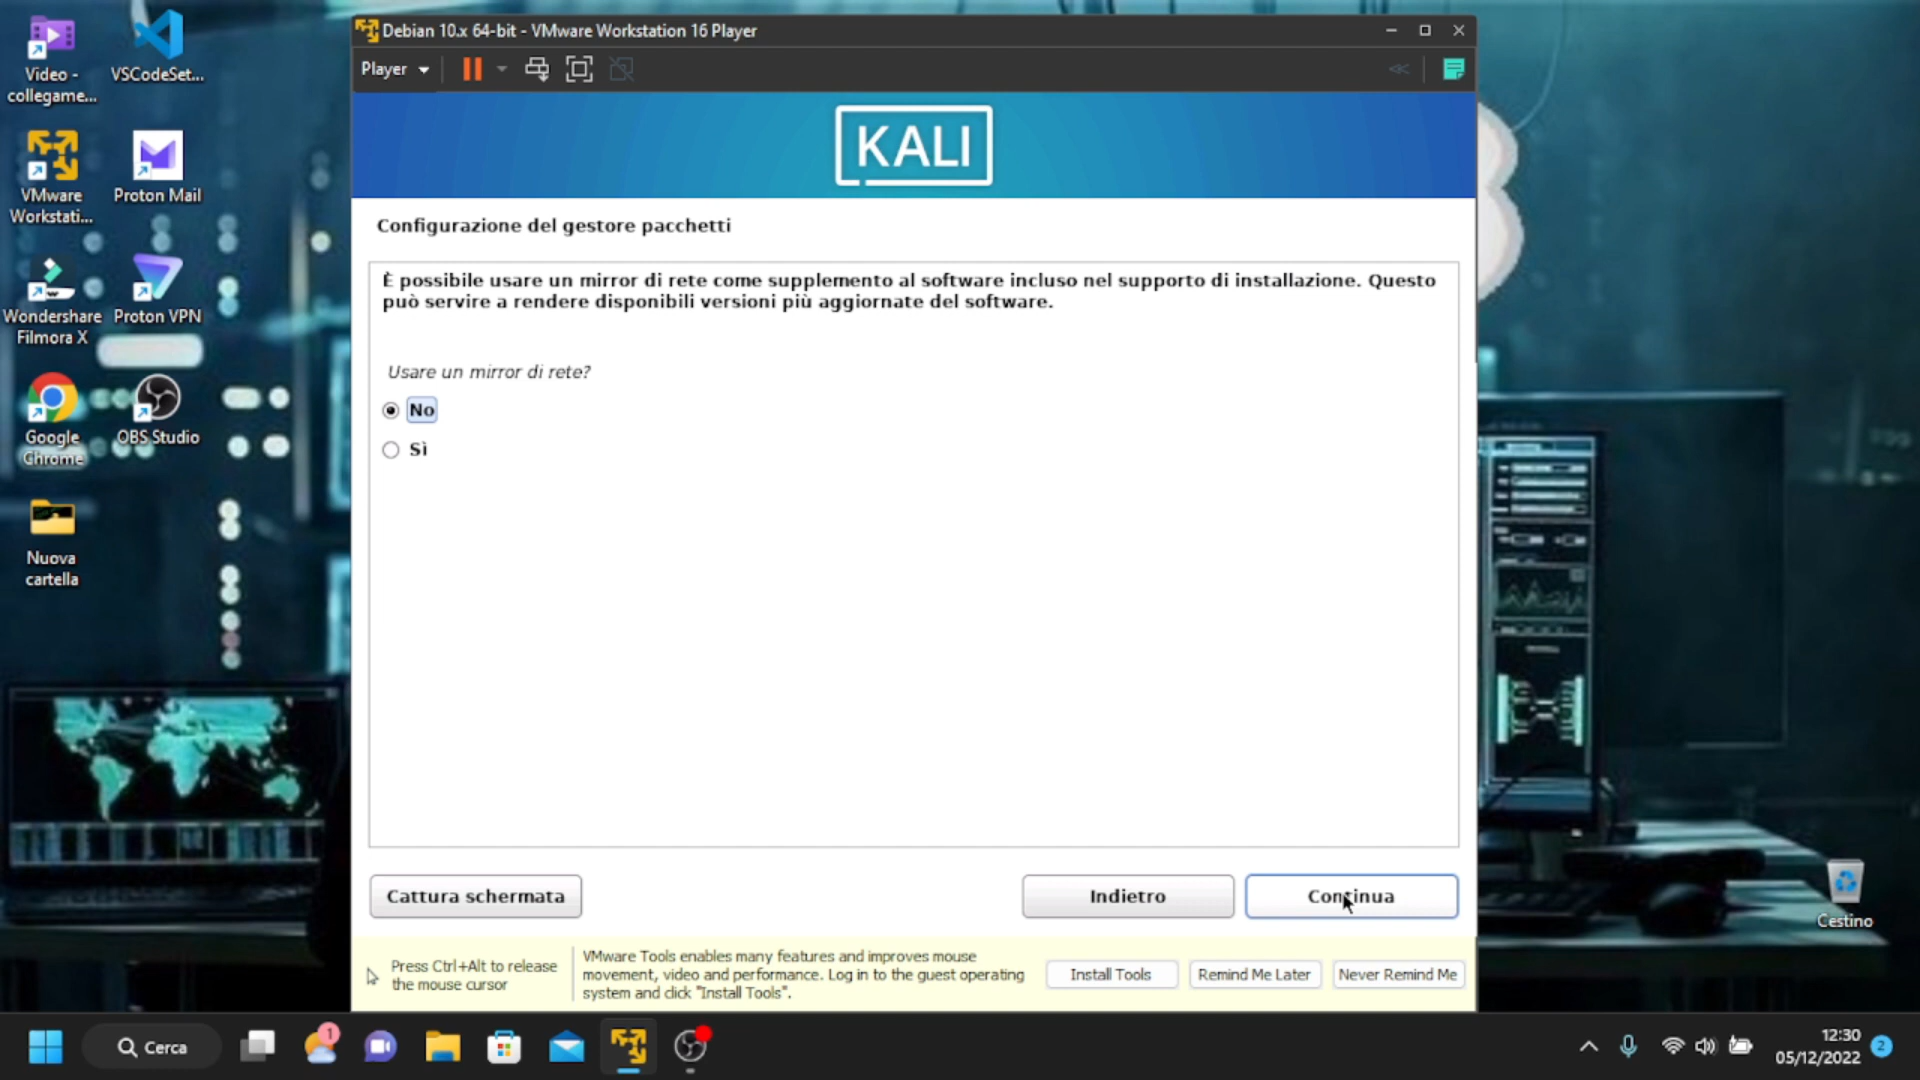 Video -
collegame...
VSCodeSet...
VMware
Workstati...
Proton Mail
Wondershare
Filmora X
Proton VPN
Google
Chrome
OBS Studio
Nuova
cartella
Debian 10.x 64-bit - VMware Workstation 16 Player
Player
KALI
Configurazione del gestore pacchetti
È possibile usare un mirror di rete come supplemento al software incluso nel supporto di installazione. Questo
può servire a rendere disponibili versioni più aggiornate del software.
Usare un mirror di rete?
No
Sì
Cattura schermata
Indietro
Continua
Press Ctrl+Alt to release
the mouse cursor
VMware Tools enables many features and improves mouse
movement, video and performance. Log in to the guest operating
system and click "Install Tools".
Install Tools
Remind Me Later
Never Remind Me
Cestino
Cerca
1
12:30
05/12/2022
2